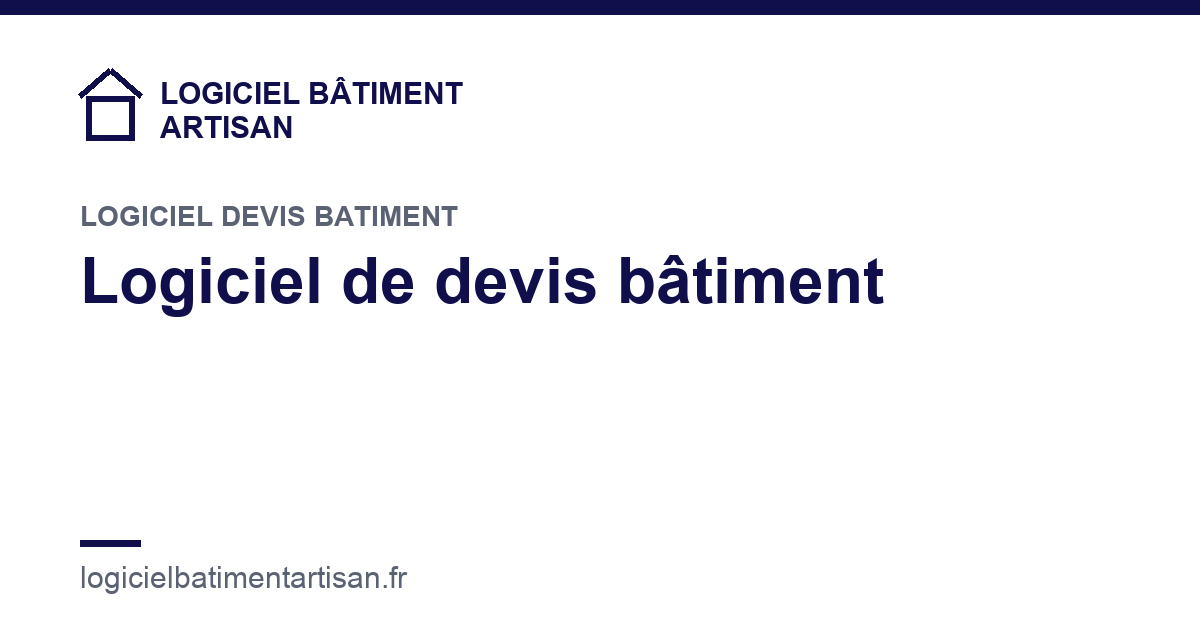 LOGICIEL BÂTIMENT
ARTISAN
LOGICIEL DEVIS BATIMENT
Logiciel de devis bâtiment
logicielbatimentartisan.fr